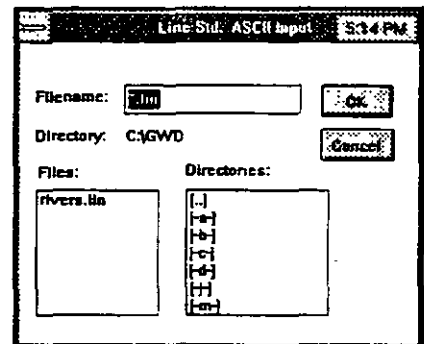 Line Std. ASCII Input 5:34 PM
Filename: *.lin OK
Directory: C:\GWD Cancel
Files: Directories:
rivers.lin [..]
[-a-]
[-b-]
[-c-]
[-d-]
[-j-]
[-m-]